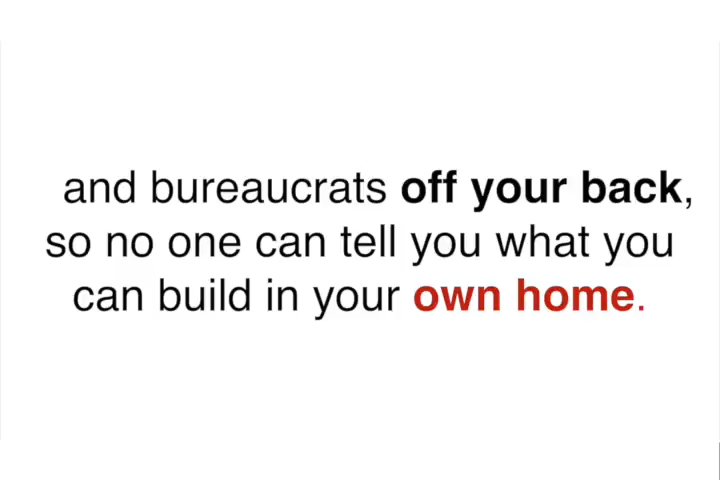 and bureaucrats off your back,
so no one can tell you what you
can build in your own home.